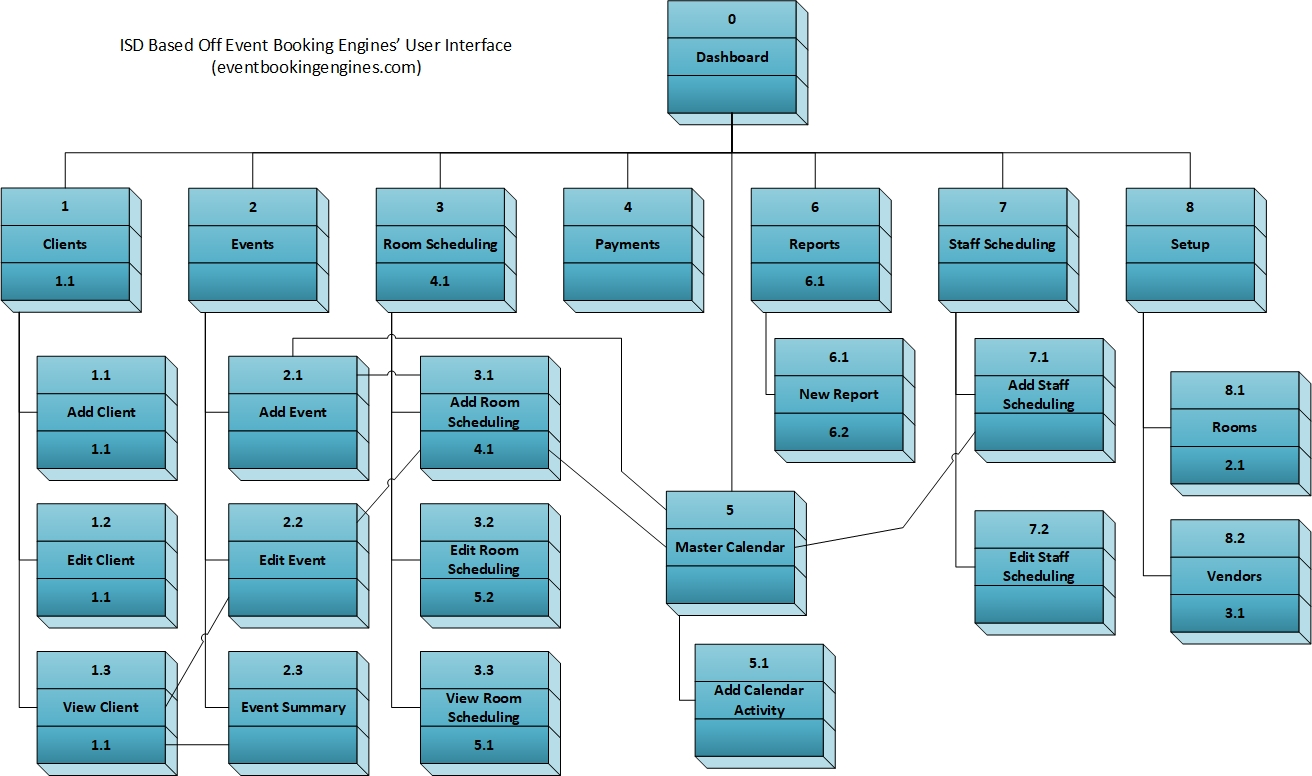 ISD Based Off Event Booking Engines’ User Interface
(eventbookingengines.com)
0
Dashboard
1
Clients
1.1
2
Events
3
Room Scheduling
4.1
4
Payments
6
Reports
6.1
7
Staff Scheduling
8
Setup
1.1
Add Client
1.1
1.2
Edit Client
1.1
1.3
View Client
1.1
2.1
Add Event
2.2
Edit Event
2.3
Event Summary
3.1
Add Room
Scheduling
4.1
3.2
Edit Room
Scheduling
5.2
3.3
View Room
Scheduling
5.1
5
Master Calendar
5.1
Add Calendar
Activity
6.1
New Report
6.2
7.1
Add Staff
Scheduling
7.2
Edit Staff
Scheduling
8.1
Rooms
2.1
8.2
Vendors
3.1